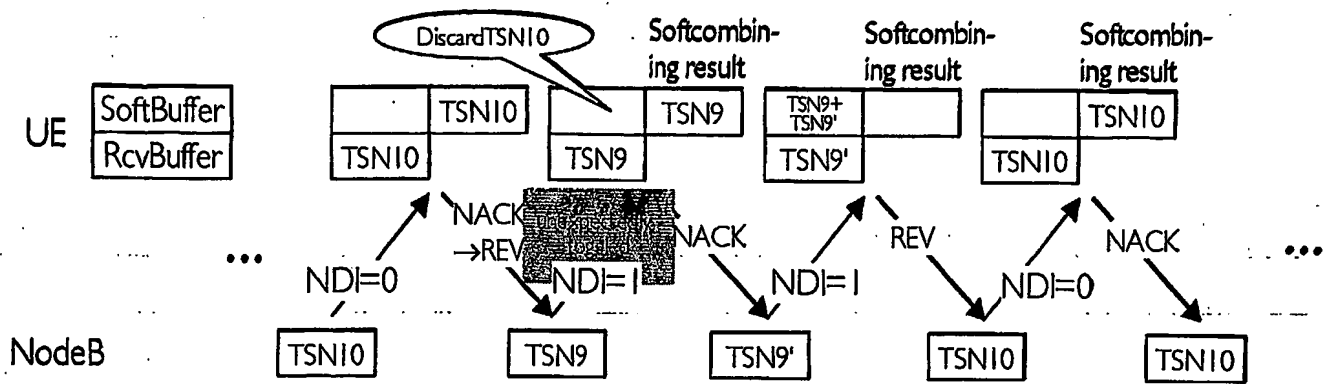 DiscardTSN10
Softcombin-
ing result
Softcombin-
ing result
Softcombin-
ing result
UE
SoftBuffer
RcvBuffer
TSN10
TSN10
TSN9
TSN9
TSN9+
TSN9'
TSN9'
TSN10
TSN10
NACK
→REV
NACK
REV
NACK
...
NDI=0
NDI=1
NDI=1
NDI=0
...
NodeB
TSN10
TSN9
TSN9'
TSN10
TSN10